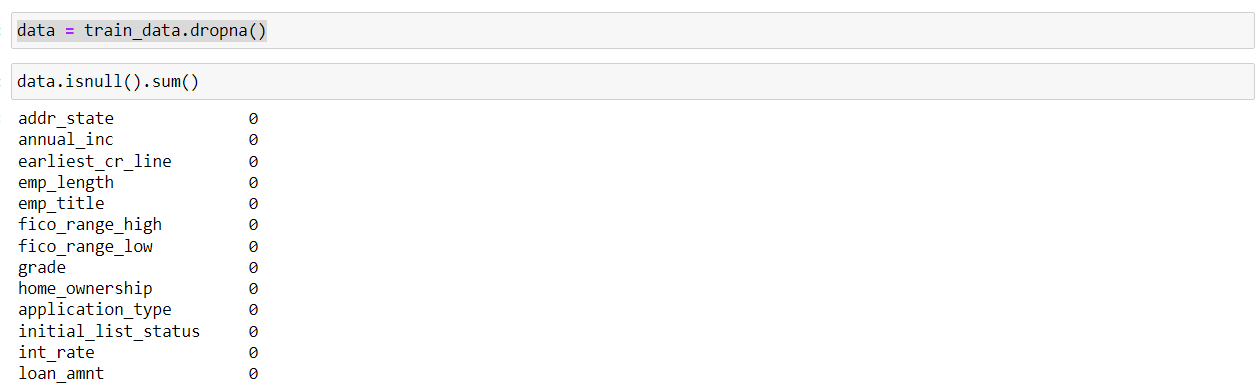 data = train_data.dropna()
data.isnull().sum()
addr_state 0
annual_inc 0
earliest_cr_line 0
emp_length 0
emp_title 0
fico_range_high 0
fico_range_low 0
grade 0
home_ownership 0
application_type 0
initial_list_status 0
int_rate 0
loan_amnt 0